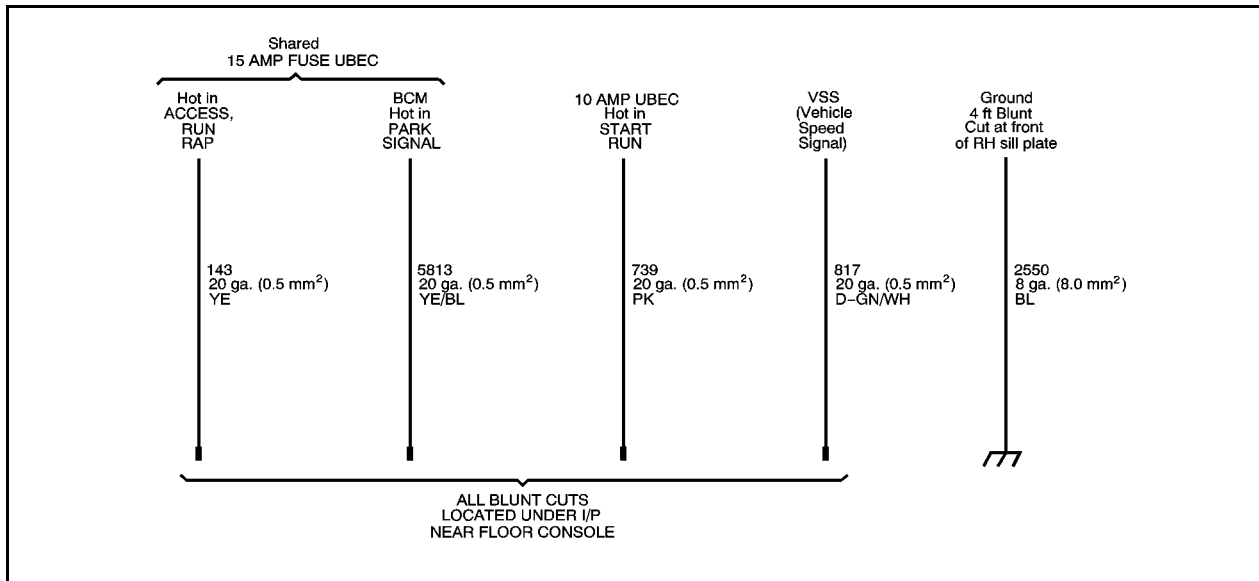 Shared
15 AMP FUSE UBEC
Hot in
ACCESS,
RUN
RAP
BCM
Hot in
PARK
SIGNAL
10 AMP UBEC
Hot in
START
RUN
VSS
(Vehicle
Speed
Signal)
Ground
4 ft Blunt
Cut at front
of RH sill plate
143
20 ga. (0.5 mm²)
YE
5813
20 ga. (0.5 mm²)
YE/BL
739
20 ga. (0.5 mm²)
PK
817
20 ga. (0.5 mm²)
D-GN/WH
2550
8 ga. (8.0 mm²)
BL
ALL BLUNT CUTS
LOCATED UNDER I/P
NEAR FLOOR CONSOLE